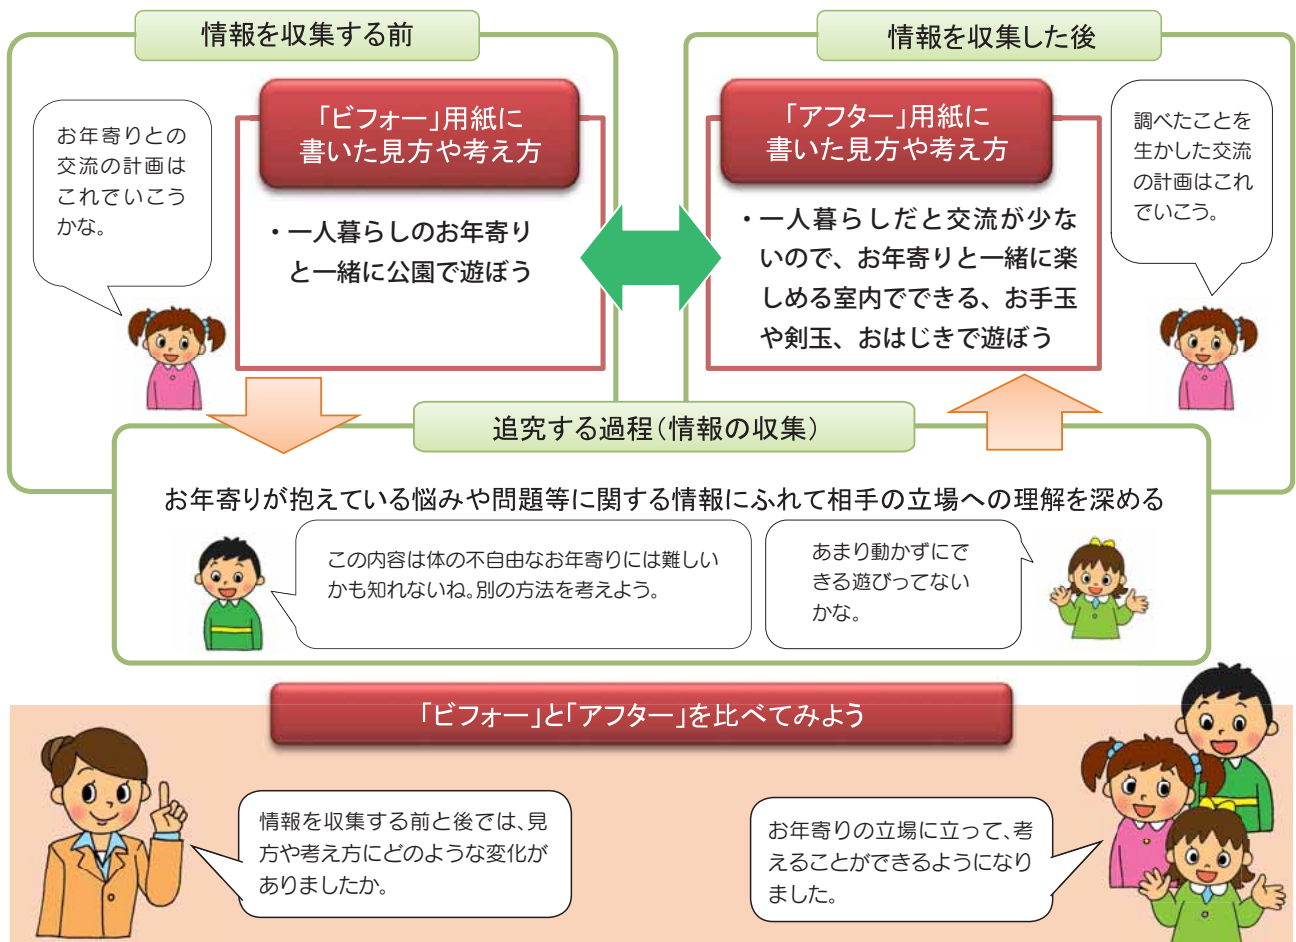 情報を収集する前
お年寄りとの
交流の計画は
これでいこう
かな。
「ビフォー」用紙に
書いた見方や考え方
・一人暮らしのお年寄り
と一緒に公園で遊ぼう
情報を収集した後
「アフター」用紙に
書いた見方や考え方
・一人暮らしだと交流が少な
いので、お年寄りと一緒に楽
しめる室内でできる、お手玉
や剣玉、おはじきで遊ぼう
調べたことを
生かした交流
の計画はこれ
でいこう。
追究する過程(情報の収集)
お年寄りが抱えている悩みや問題等に関する情報にふれて相手の立場への理解を深める
この内容は体の不自由なお年寄りには難しい
かも知れないね。別の方法を考えよう。
あまり動かずにで
きる遊びってない
かな。
「ビフォー」と「アフター」を比べてみよう
情報を収集する前と後では、見
方や考え方にどのような変化が
ありましたか。
お年寄りの立場に立って、考
えることができるようになり
ました。